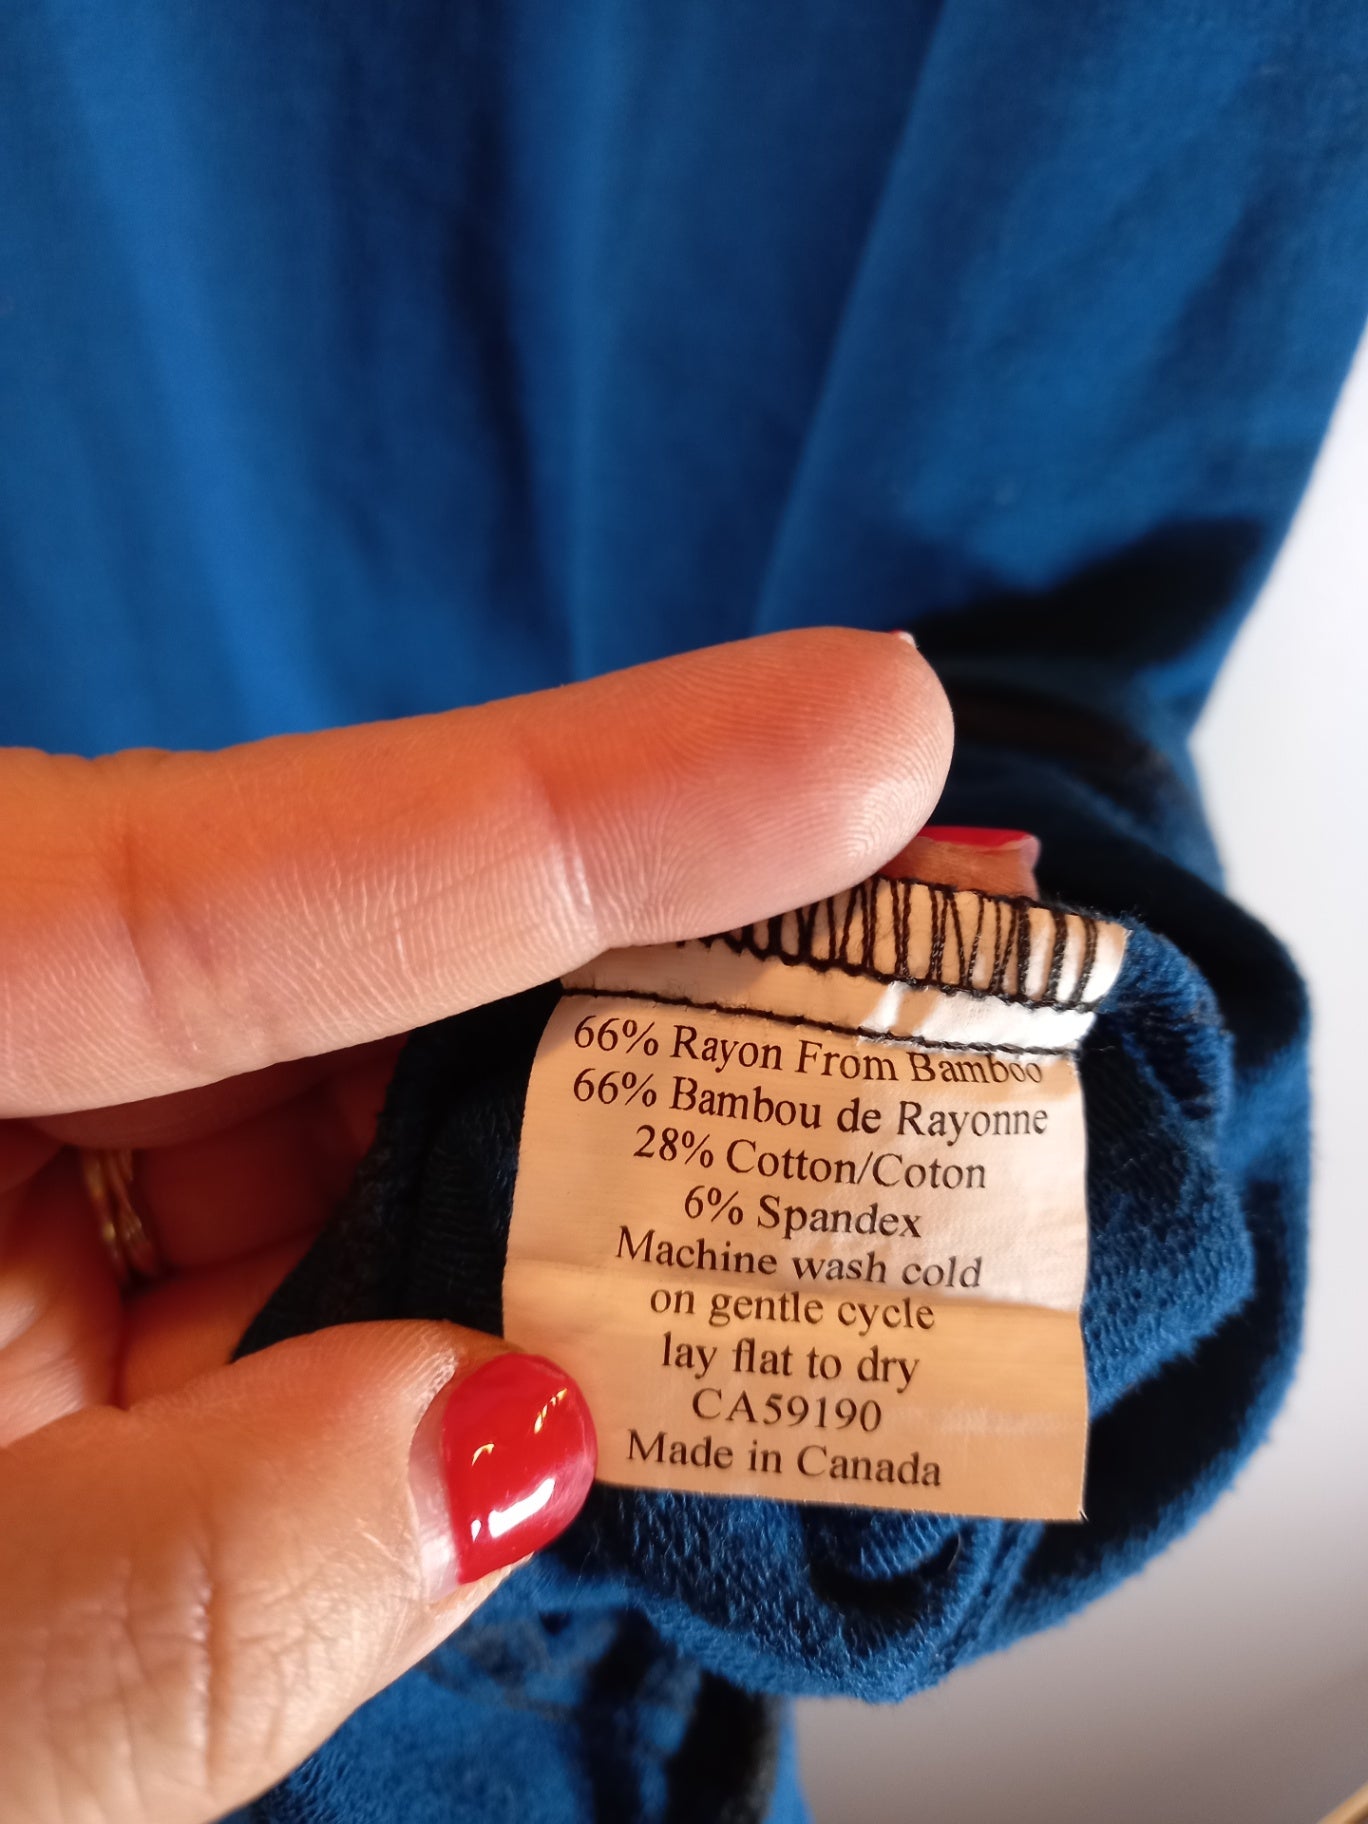 66% Rayon From Bamboo
66% Bambou de Rayonne
28% Cotton/Coton
6% Spandex
Machine wash cold
on gentle cycle
lay flat to dry
CA59190
Made in Canada